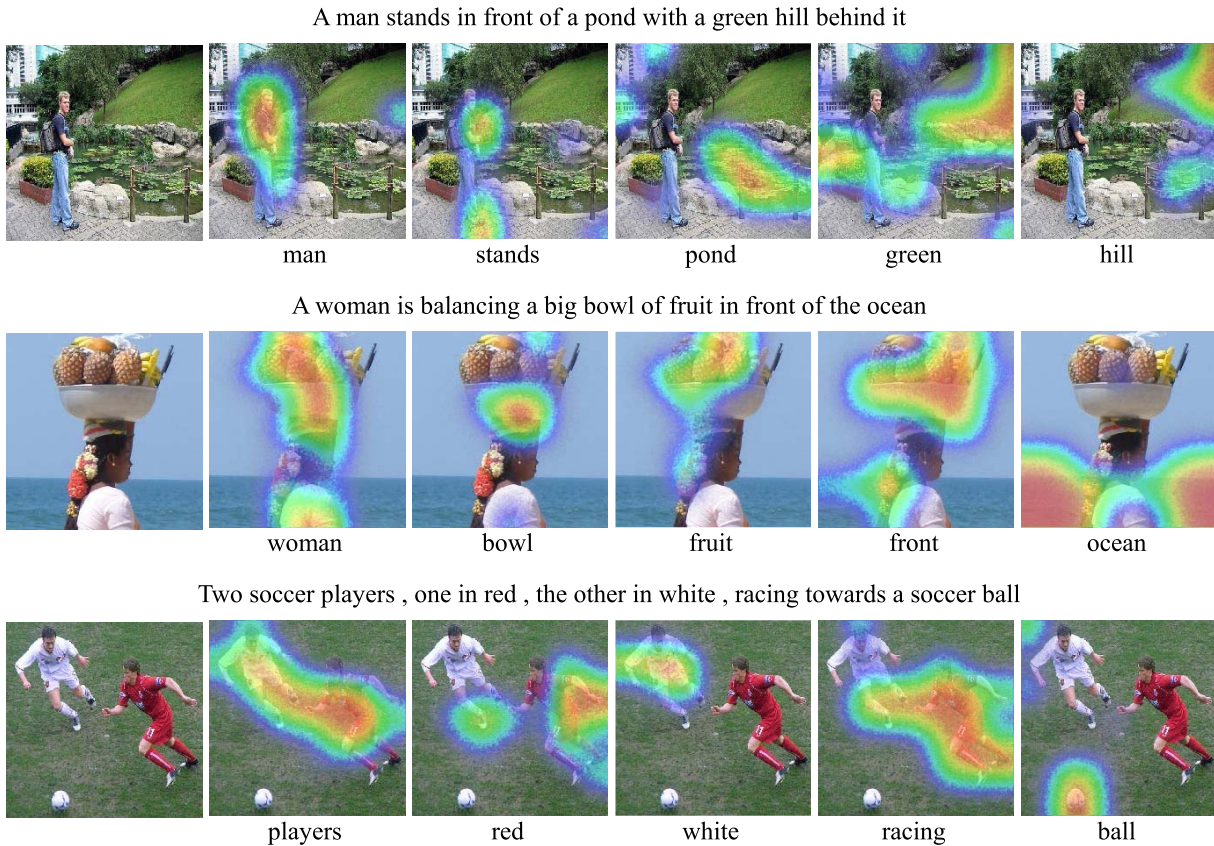 A man stands in front of a pond with a green hill behind it
man stands pond green hill
A woman is balancing a big bowl of fruit in front of the ocean
woman bowl fruit front ocean
Two soccer players , one in red , the other in white , racing towards a soccer ball
players red white racing ball